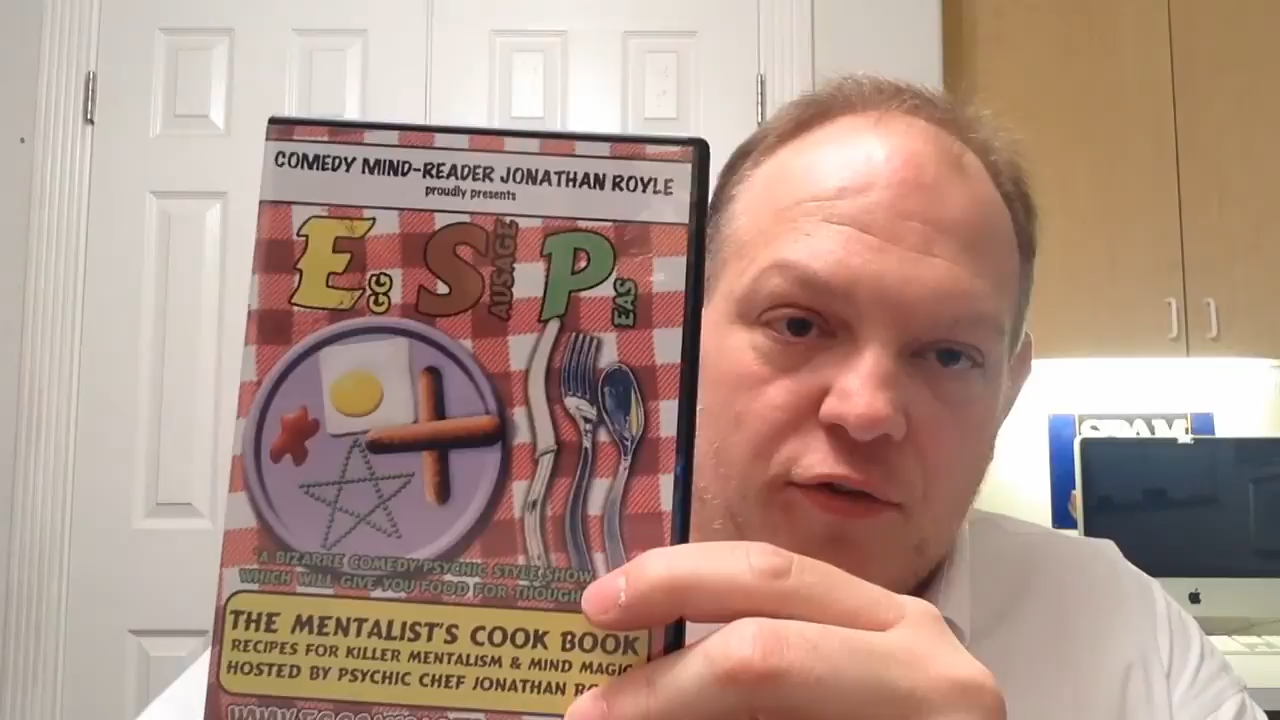 COMEDY MIND-READER JONATHAN ROYLE
proudly presents
Egg Sausage Peas
A BIZARRE COMEDY PSYCHIC STYLE SHOW
WHICH WILL GIVE YOU FOOD FOR THOUGH
THE MENTALIST'S COOK BOOK
RECIPES FOR KILLER MENTALISM & MIND MAGIC
HOSTED BY PSYCHIC CHEF JONATHAN RO
SPAM